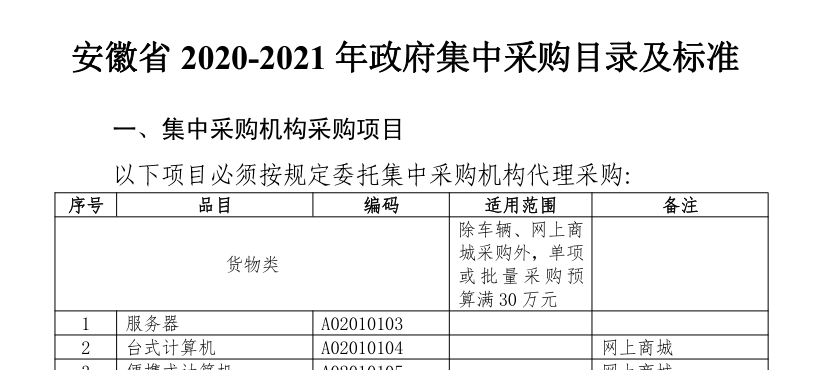 安徽省 2020-2021 年政府集中采购目录及标准
一、集中采购机构采购项目
以下项目必须按规定委托集中采购机构代理采购:
序号 品目 编码 适用范围 备注
货物类
除车辆、网上商
城采购外，单项
或批量采购预
算满 30 万元
1 服务器 A02010103
2 台式计算机 A02010104 网上商城
3 便携式计算机 A02010105 网上商城